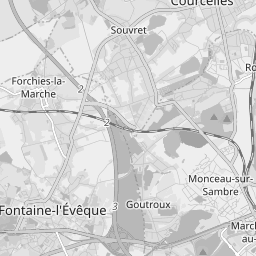 Courcelles
Souvret
Ro
Forchies-la-
Marche
2
2
Monceau-sur-
Sambre
Fontaine-l'Évêque
3
Goutroux
March
au-